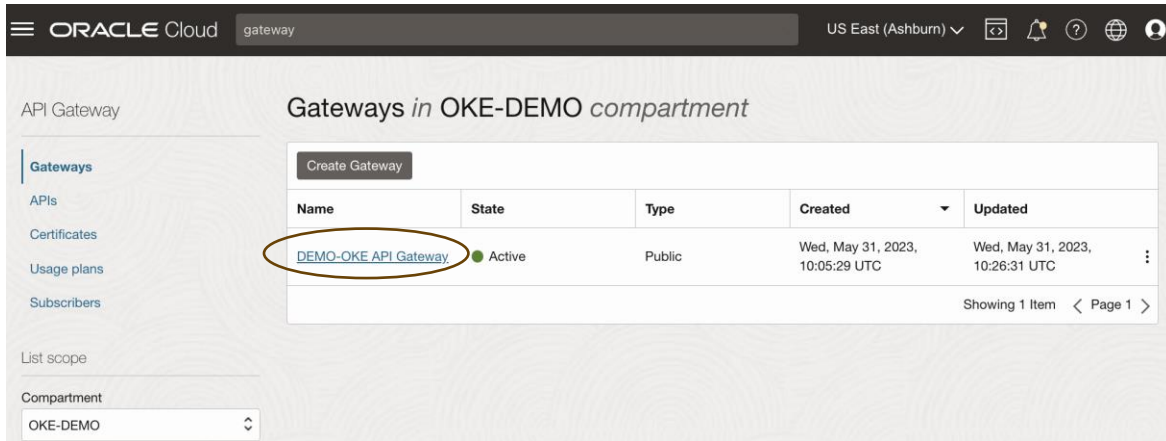 ORACLE Cloud
gateway
US East (Ashburn)
API Gateway
Gateways
APIs
Certificates
Usage plans
Subscribers
List scope
Compartment
OKE-DEMO
Gateways in OKE-DEMO compartment
Create Gateway
Name State Type Created Updated
DEMO-OKE API Gateway Active Public Wed, May 31, 2023, Wed, May 31, 2023,
10:05:29 UTC 10:26:31 UTC
Showing 1 Item < Page 1 >